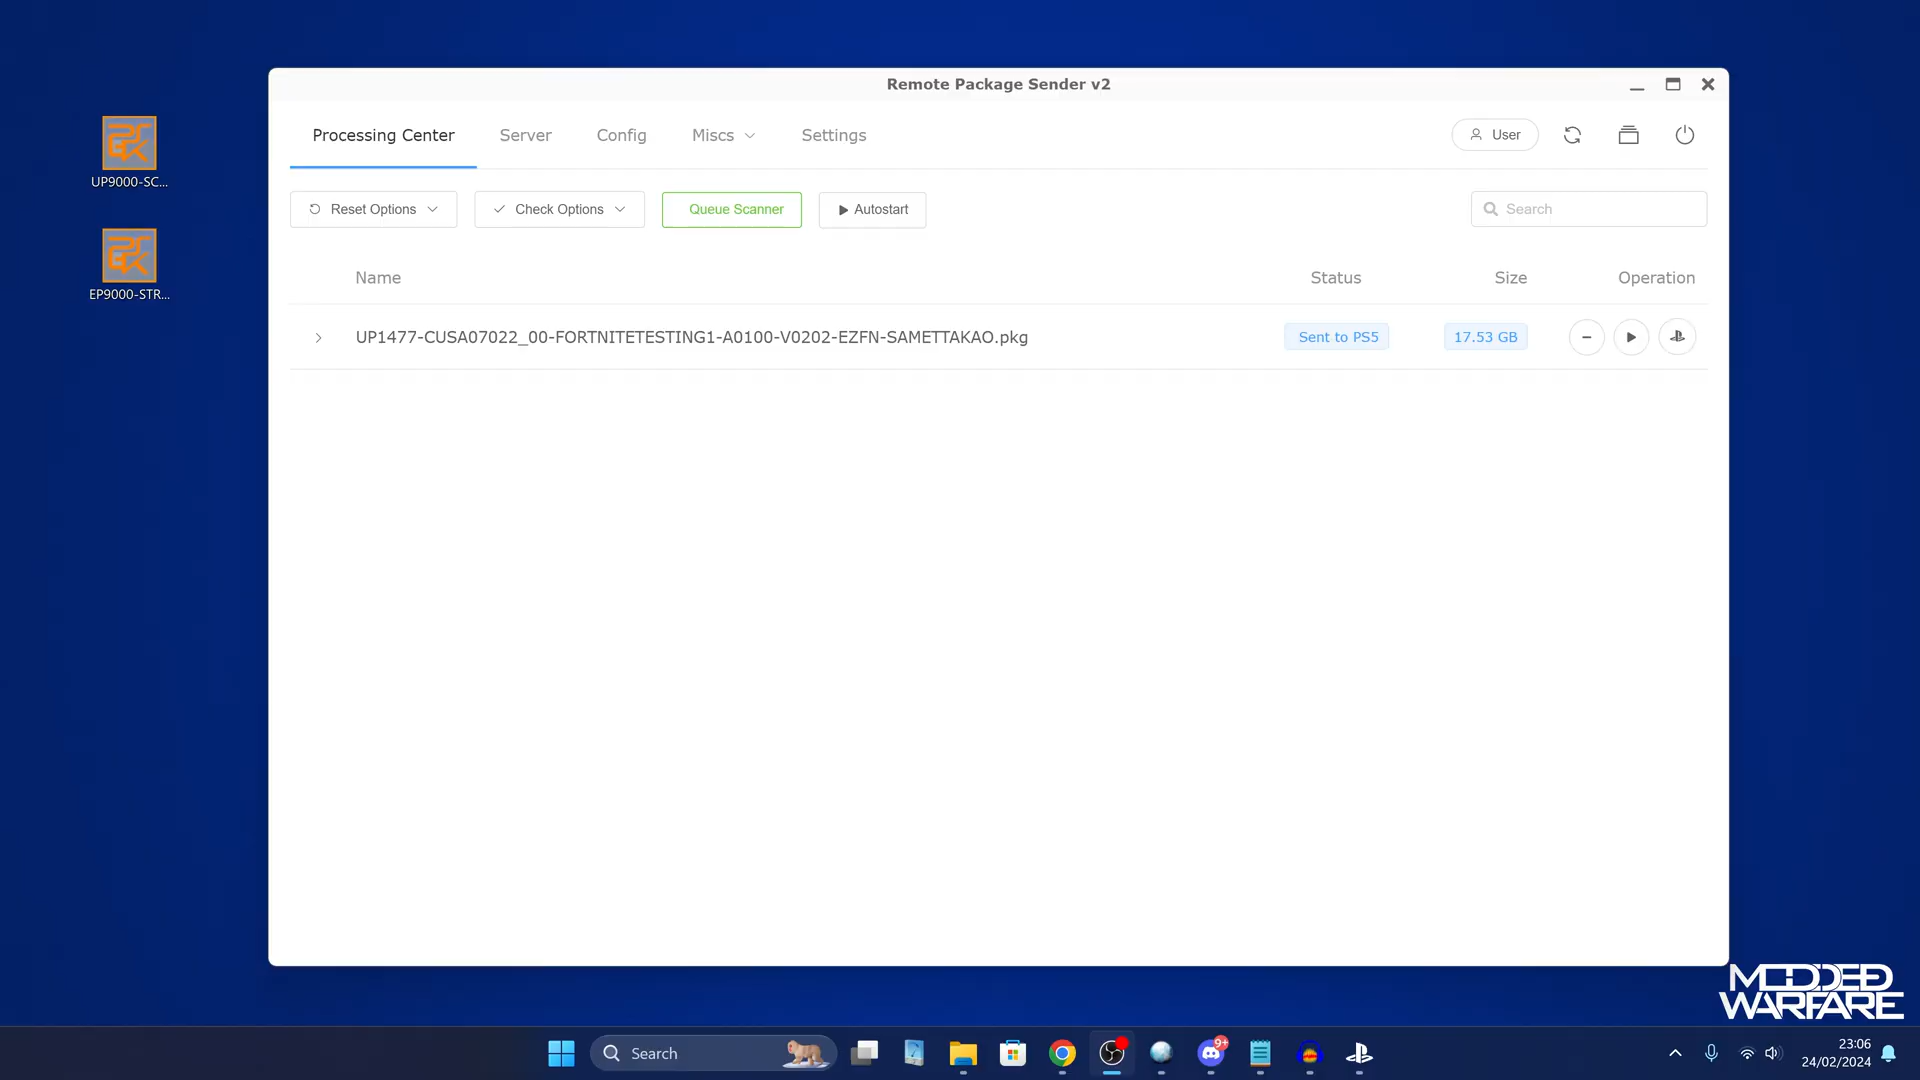 Remote Package Sender v2
Processing Center
Server
Config
Miscs
Settings
User
Reset Options
Check Options
Queue Scanner
Autostart
Search
Name
Status
Size
Operation
UP1477-CUSA07022_00-FORTNITETESTING1-A0100-V0202-EZFN-SAMETTAKAO.pkg
Sent to PS5
17.53 GB
UP9000-SC...
EP9000-STR...
MODDED
WARFARE
Search
9+
23:06
24/02/2024